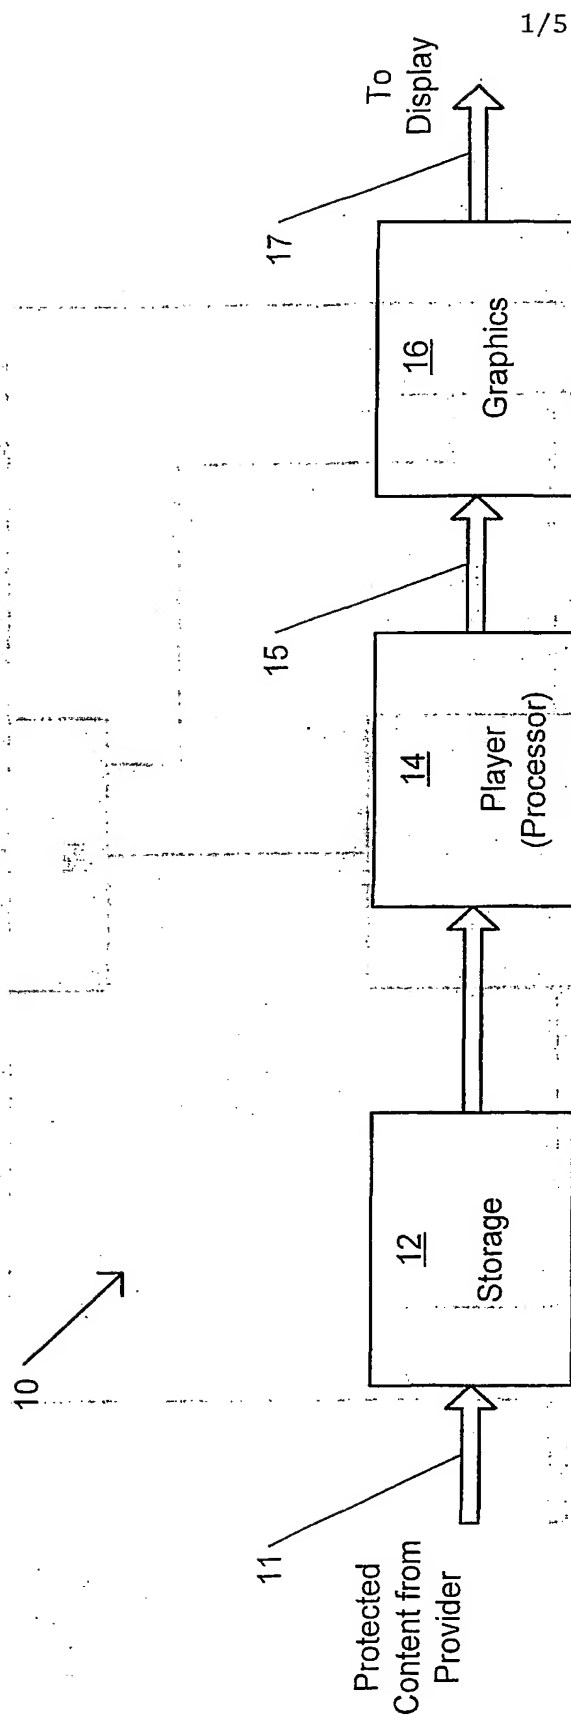 1/5
10
11
Protected
Content from
Provider
12
Storage
14
Player
(Processor)
15
16
Graphics
17
To
Display